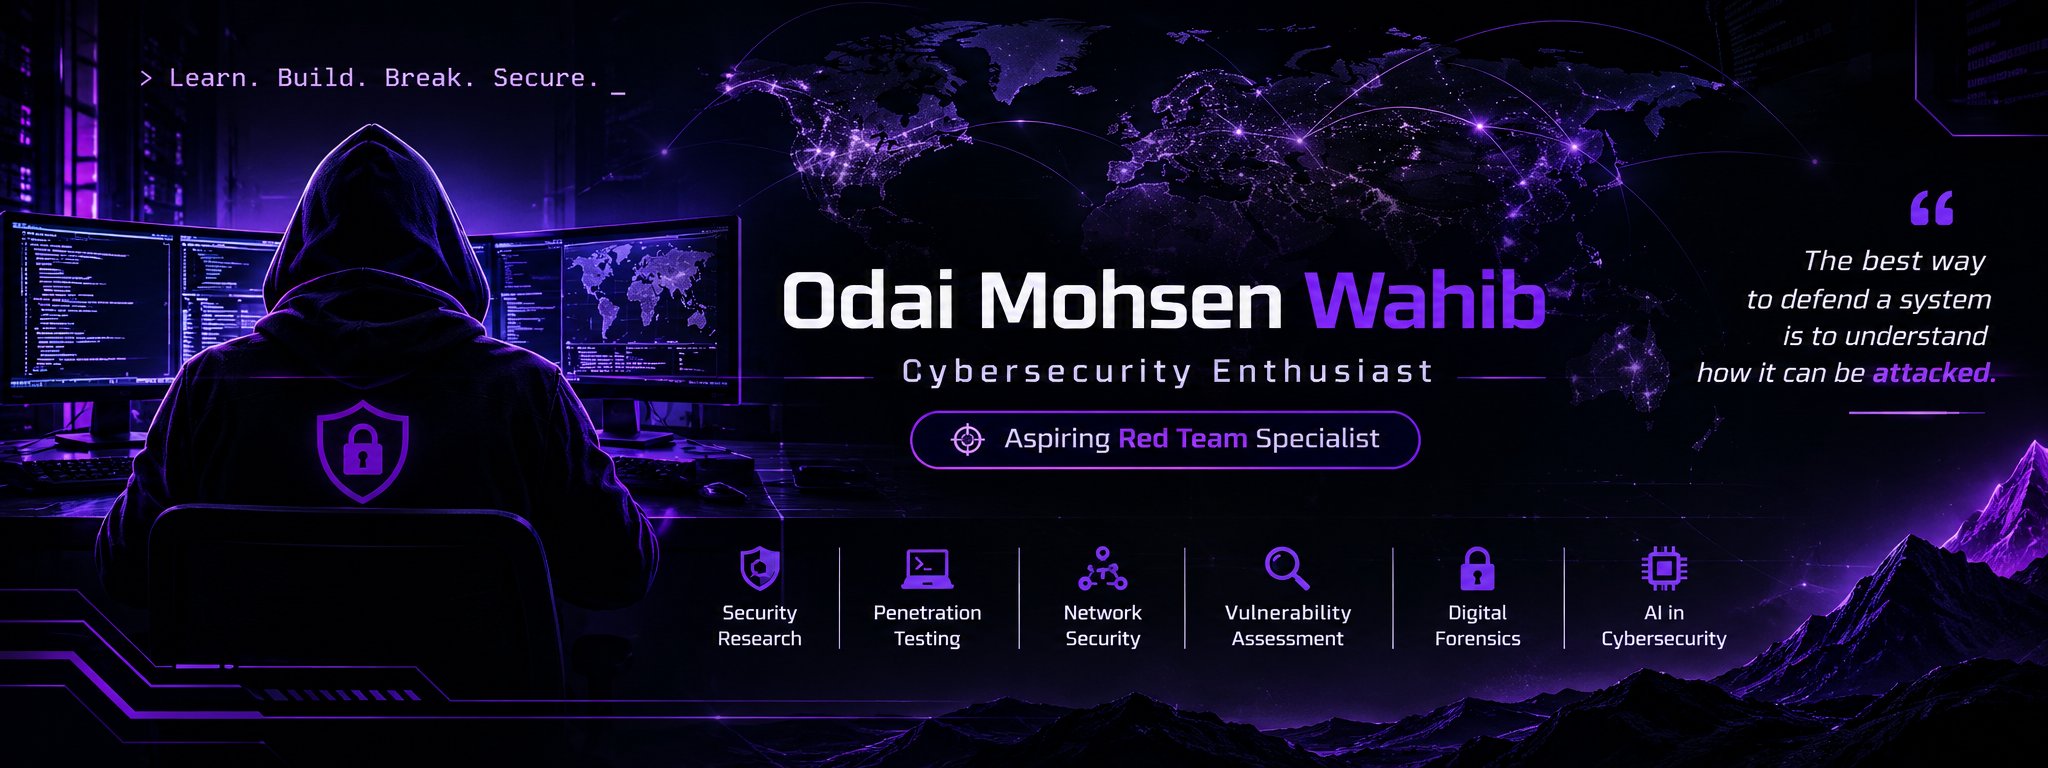 > Learn. Build. Break. Secure. _
Odai Mohsen Wahib
Cybersecurity Enthusiast
Aspiring Red Team Specialist
“
The best way
to defend a system
is to understand
how it can be attacked.
Security
Research
Penetration
Testing
Network
Security
Vulnerability
Assessment
Digital
Forensics
AI in
Cybersecurity